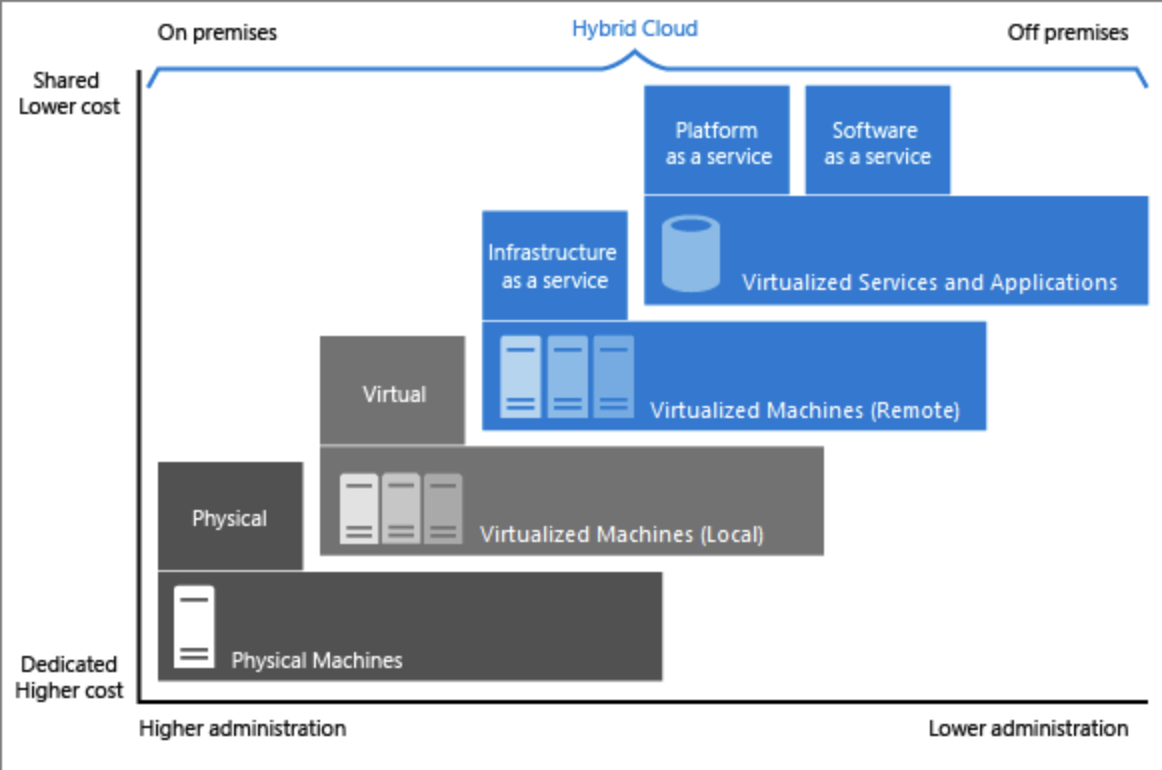 On premises
Hybrid Cloud
Off premises
Shared
Lower cost
Platform
as a service
Software
as a service
Infrastructure
as a service
Virtualized Services and Applications
Virtual
Virtualized Machines (Remote)
Physical
Virtualized Machines (Local)
Physical Machines
Dedicated
Higher cost
Higher administration
Lower administration